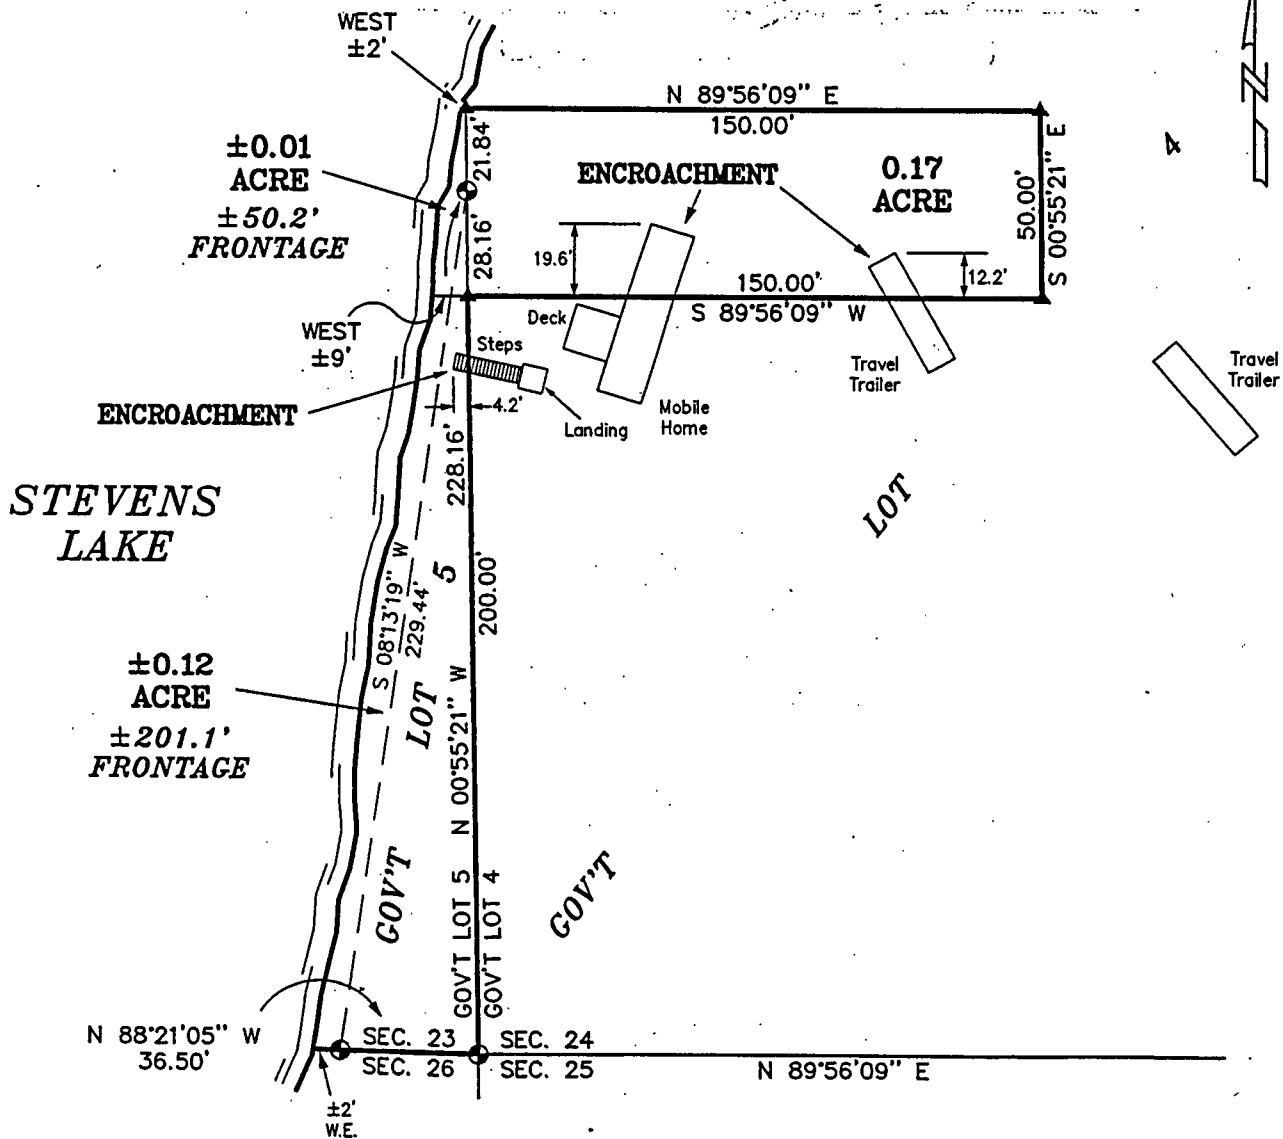 WEST
±2'
N 89°56'09" E
150.00'
N
4
±0.01
ACRE
±50.2'
FRONTAGE
21.84'
28.16'
ENCROACHMENT
0.17
ACRE
50.00'
S 00°55'21" E
19.6'
12.2'
150.00'
S 89°56'09" W
WEST
±9'
Deck
Steps
Travel
Trailer
Travel
Trailer
ENCROACHMENT
4.2'
Landing
Mobile
Home
228.16'
STEVENS
LAKE
LOT
S 08°13'19" W
229.44'
5
200.00'
±0.12
ACRE
±201.1'
FRONTAGE
LOT
N 00°55'21" W
GOV'T
GOV'T LOT 5
GOV'T LOT 4
GOV'T
N 88°21'05" W
36.50'
SEC. 23
SEC. 24
SEC. 26
SEC. 25
N 89°56'09" E
±2'
W.E.